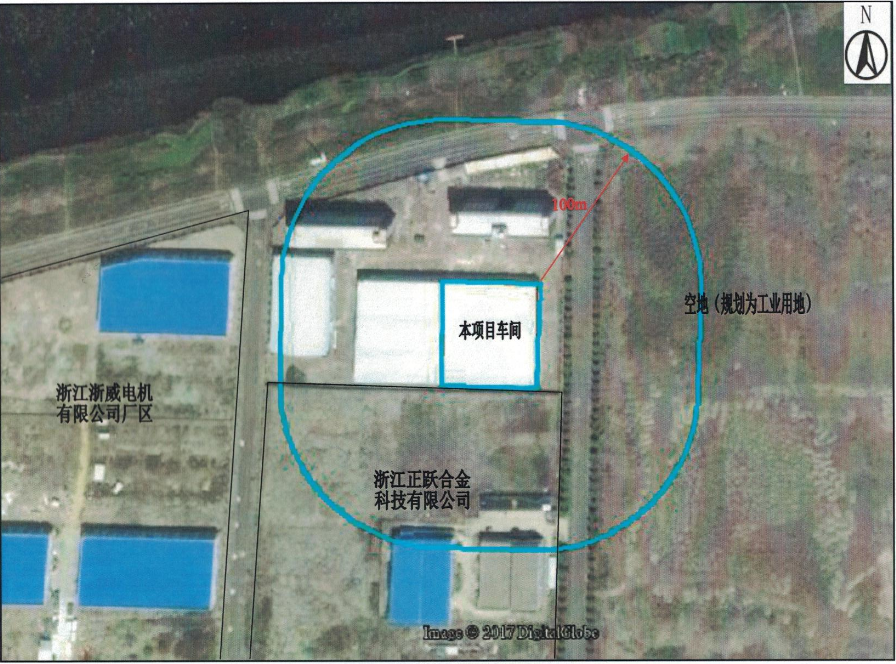 N
100m
空地（规划为工业用地）
本项目车间
浙江浙威电机
有限公司厂区
浙江正跃合金
科技有限公司
Image © 2017 DigitalGlobe